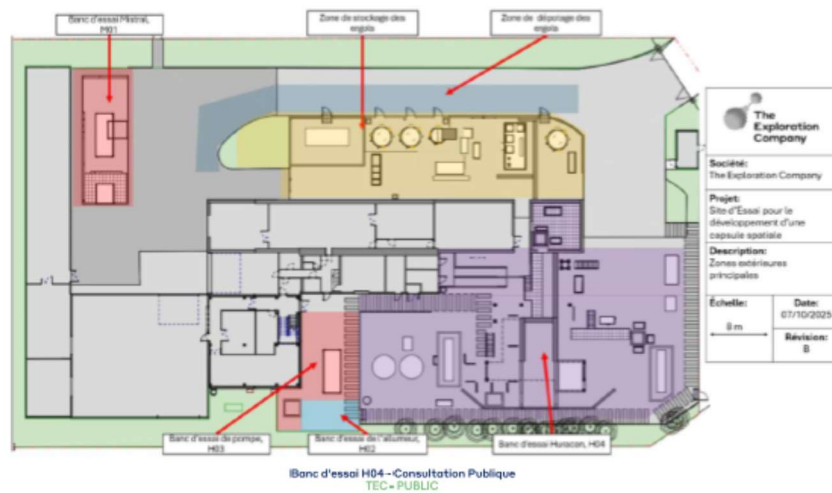 Banc d'essai Mistral,
M01
Zone de stockage des
ergols
Zone de dépotage des
ergols
The
Exploration
Company
Société:
The Exploration Company
Projet:
Site d'Essai pour le
développement d'une
capsule spatiale
Description:
Zones extérieures
principales
Échelle:
8 m
Date:
07/10/2025
Révision:
B
Banc d'essai de pompe,
H03
Banc d'essai de l'allumeur,
H02
Banc d'essai Huracan, H04
Banc d'essai H04 - Consultation Publique
TEC - PUBLIC